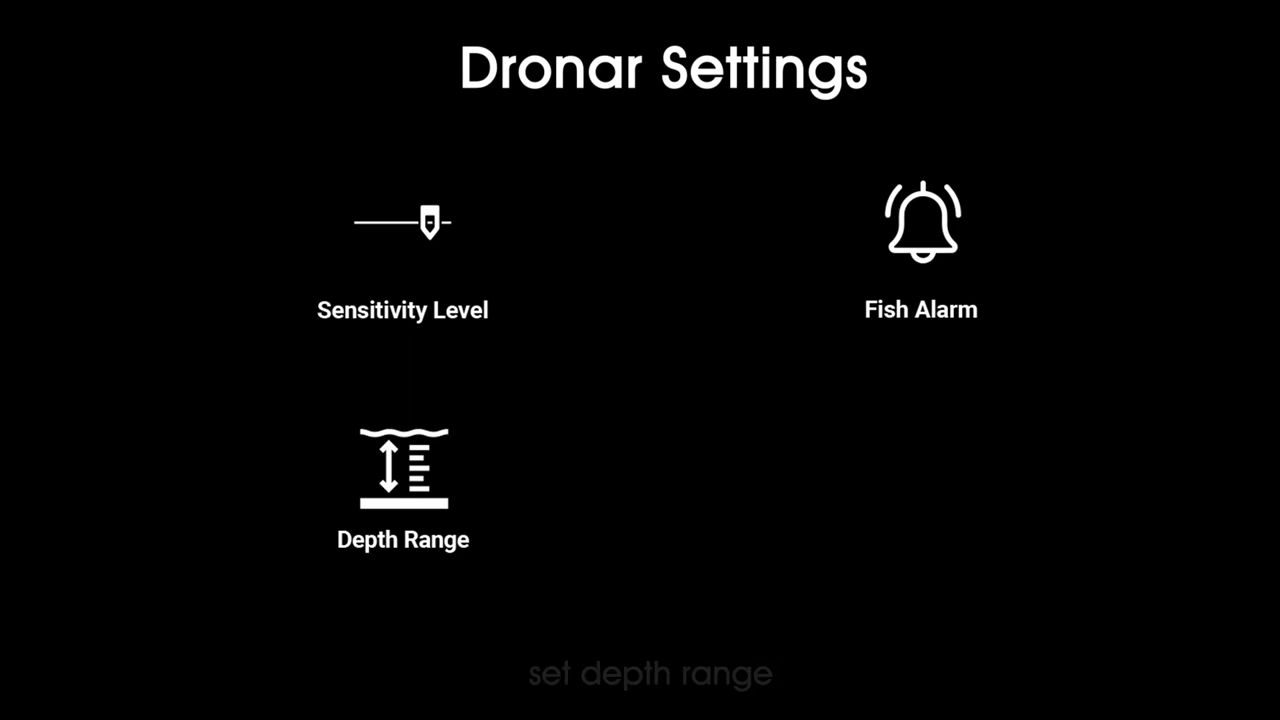 Dronar Settings
Sensitivity Level
Fish Alarm
Depth Range
set depth range